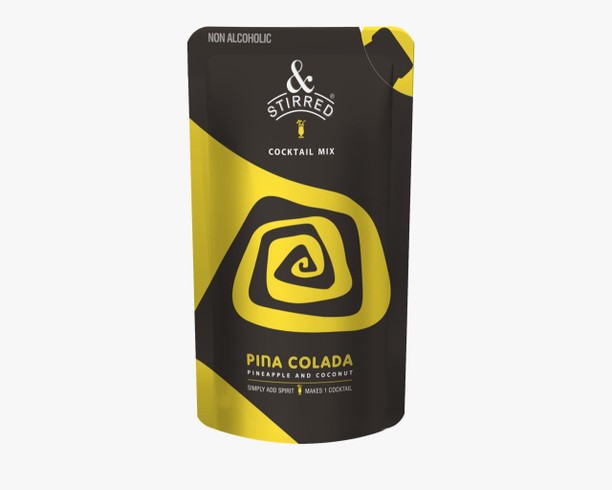 NON ALCOHOLIC
&
STIRRED®
COCKTAIL MIX
PINA COLADA
PINEAPPLE AND COCONUT
SIMPLY ADD SPIRIT MAKES 1 COCKTAIL